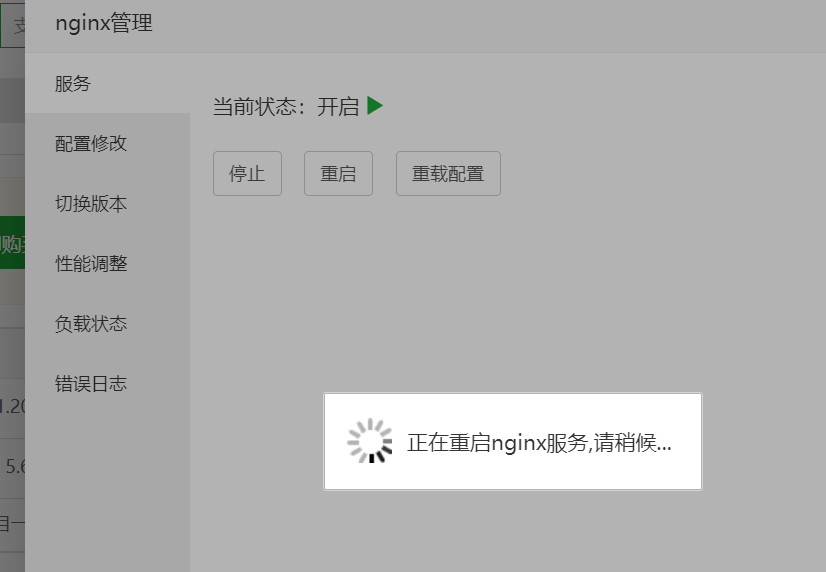 nginx管理
服务
当前状态：开启
配置修改
停止
重启
重载配置
切换版本
性能调整
负载状态
错误日志
正在重启nginx服务,请稍候...